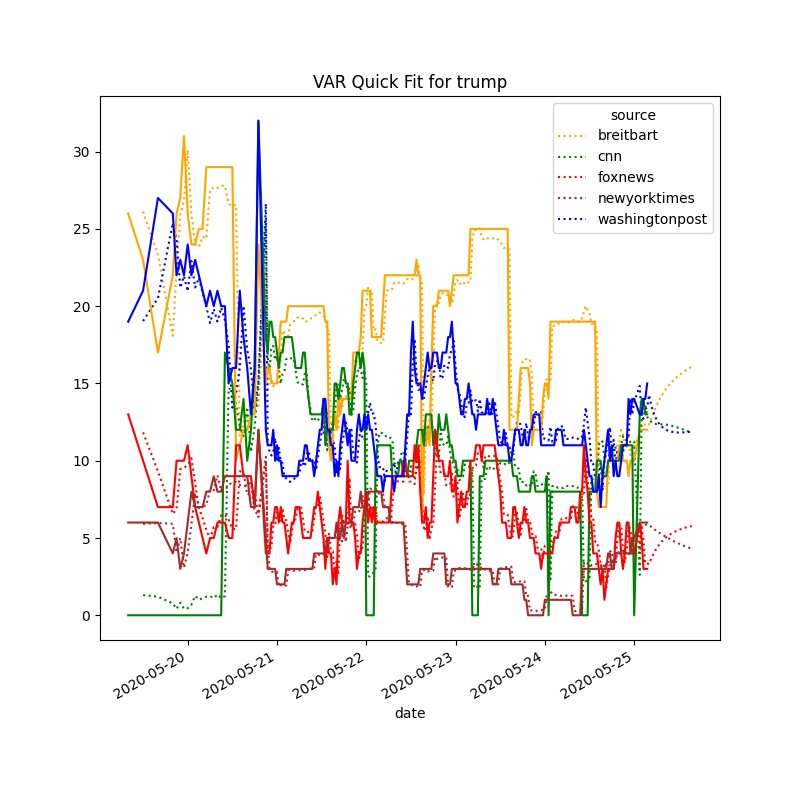 VAR Quick Fit for trump
source
breitbart
cnn
foxnews
newyorktimes
washingtonpost
30
25
20
15
10
5
0
2020-05-20
2020-05-21
2020-05-22
2020-05-23
2020-05-24
2020-05-25
date